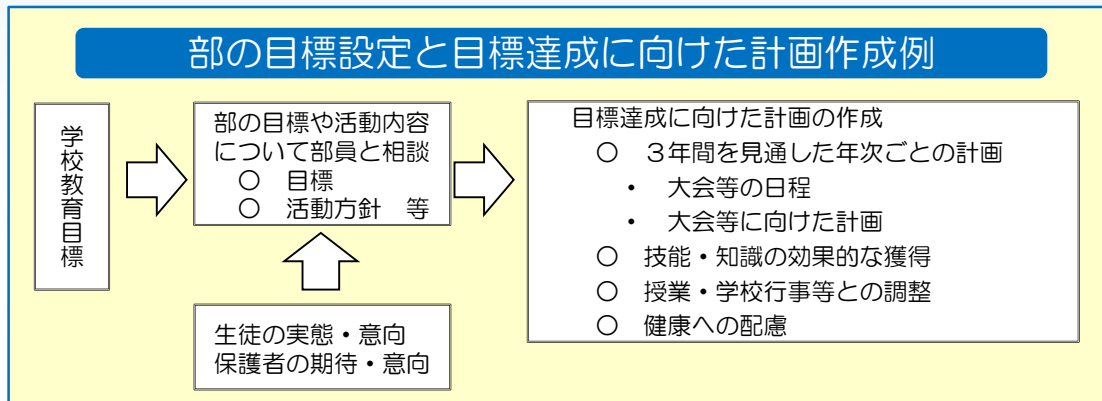 部の目標設定と目標達成に向けた計画作成例
学校教育目標
部の目標や活動内容
について部員と相談
○ 目標
○ 活動方針 等
生徒の実態・意向
保護者の期待・意向
目標達成に向けた計画の作成
○ 3年間を見通した年次ごとの計画
・ 大会等の日程
・ 大会等に向けた計画
○ 技能・知識の効果的な獲得
○ 授業・学校行事等との調整
○ 健康への配慮